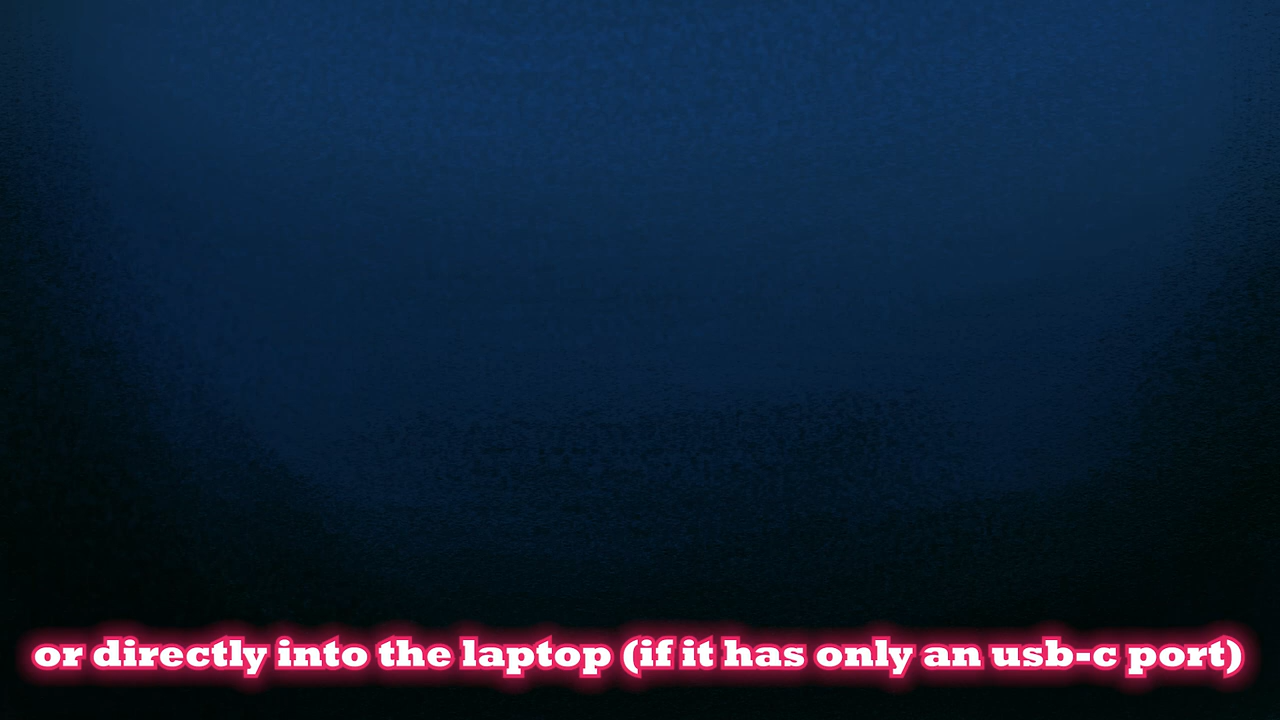 or directly into the laptop (if it has only an usb-c port)